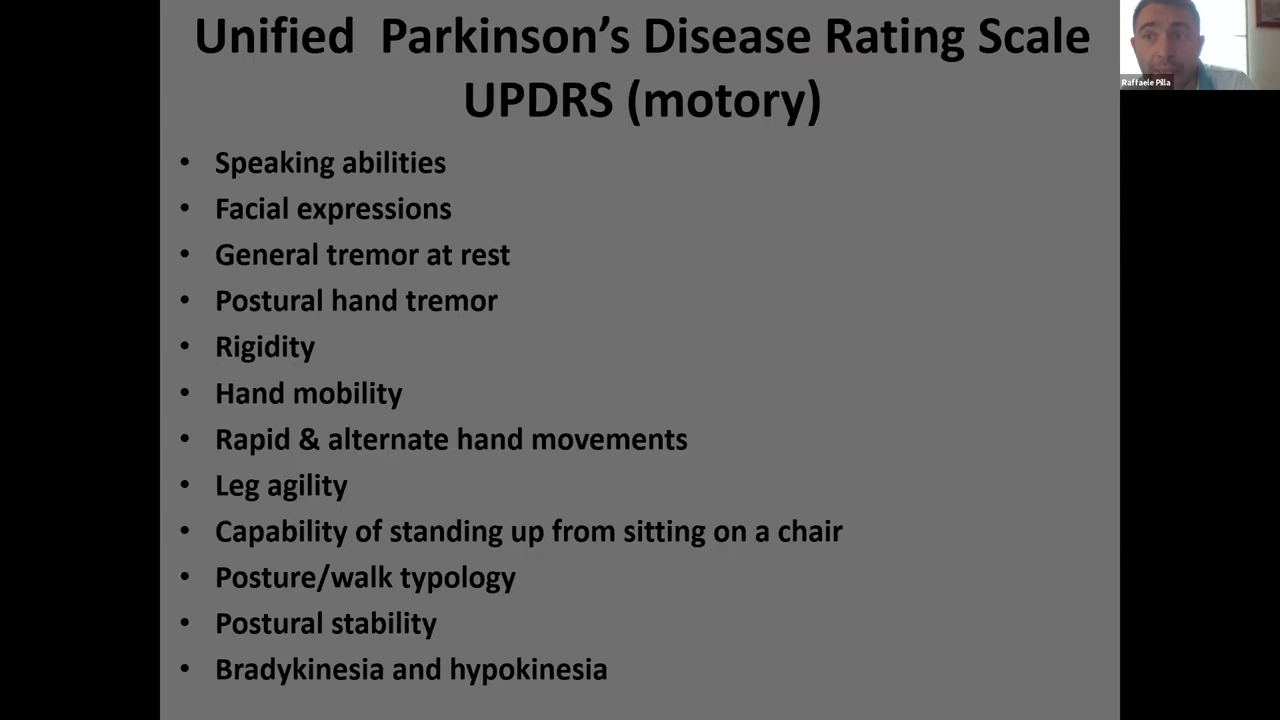 Unified Parkinson's Disease Rating Scale
UPDRS (motory)
• Speaking abilities
• Facial expressions
• General tremor at rest
• Postural hand tremor
• Rigidity
• Hand mobility
• Rapid & alternate hand movements
• Leg agility
• Capability of standing up from sitting on a chair
• Posture/walk typology
• Postural stability
• Bradykinesia and hypokinesia
Raffaele Pilla